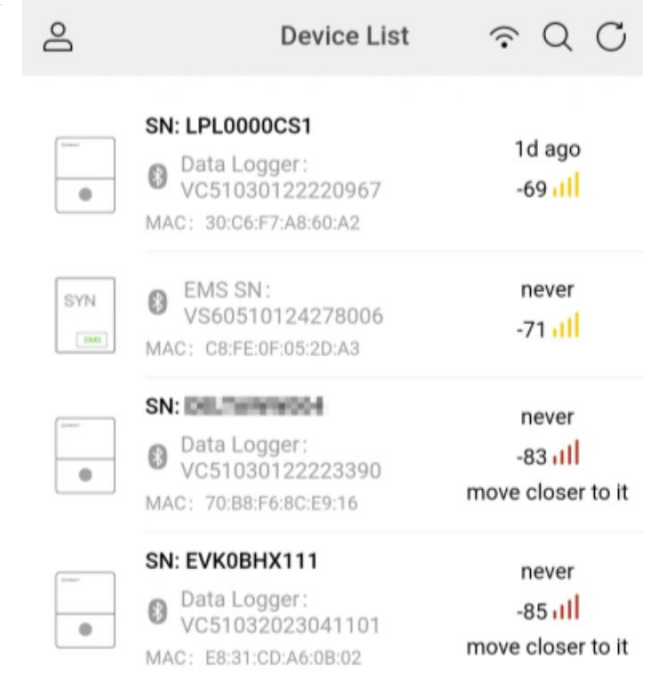 Device List
SN: LPL0000CS1
Data Logger:
VC51030122220967
MAC: 30:C6:F7:A8:60:A2
1d ago
-69
SYN
EMS
EMS SN:
VS60510124278006
MAC: C8:FE:0F:05:2D:A3
never
-71
SN:
Data Logger:
VC51030122223390
MAC: 70:B8:F6:8C:E9:16
never
-83
move closer to it
SN: EVK0BHX111
Data Logger:
VC51032023041101
MAC: E8:31:CD:A6:0B:02
never
-85
move closer to it